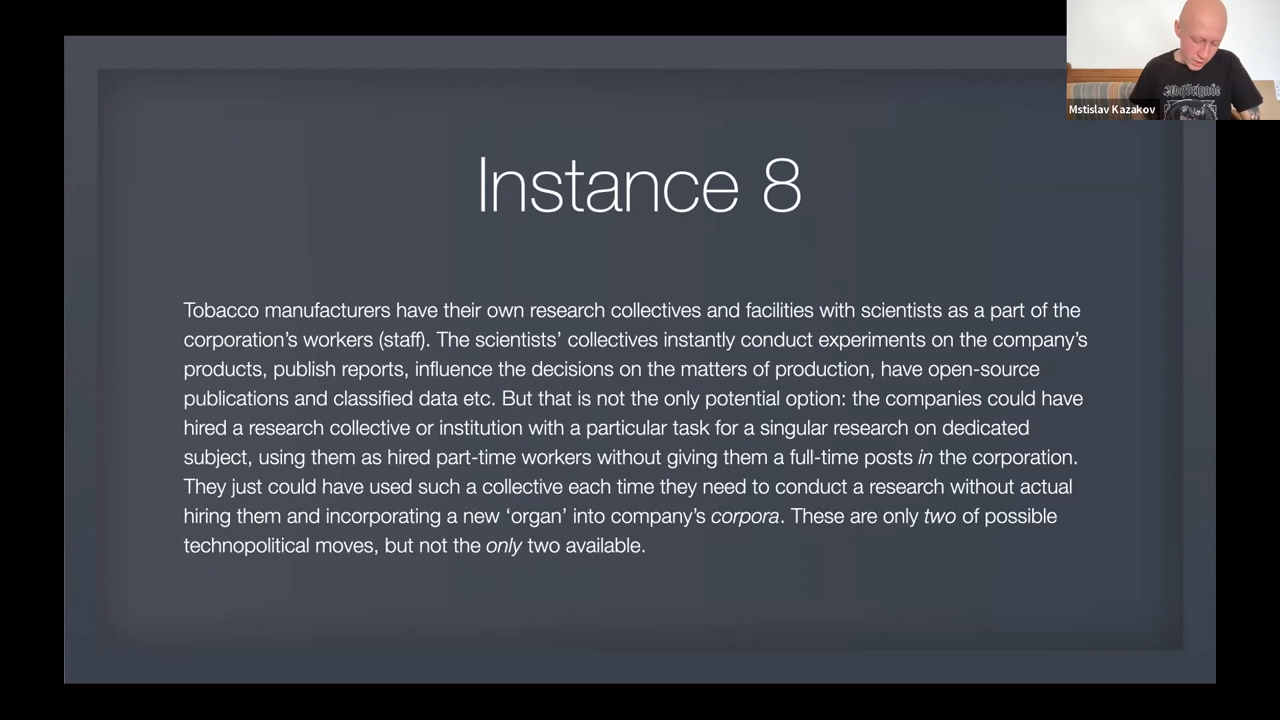 Mstislav Kazakov
Instance 8
Tobacco manufacturers have their own research collectives and facilities with scientists as a part of the
corporation’s workers (staff). The scientists’ collectives instantly conduct experiments on the company’s
products, publish reports, influence the decisions on the matters of production, have open-source
publications and classified data etc. But that is not the only potential option: the companies could have
hired a research collective or institution with a particular task for a singular research on dedicated
subject, using them as hired part-time workers without giving them a full-time posts in the corporation.
They just could have used such a collective each time they need to conduct a research without actual
hiring them and incorporating a new ‘organ’ into company’s corpora. These are only two of possible
technopolitical moves, but not the only two available.